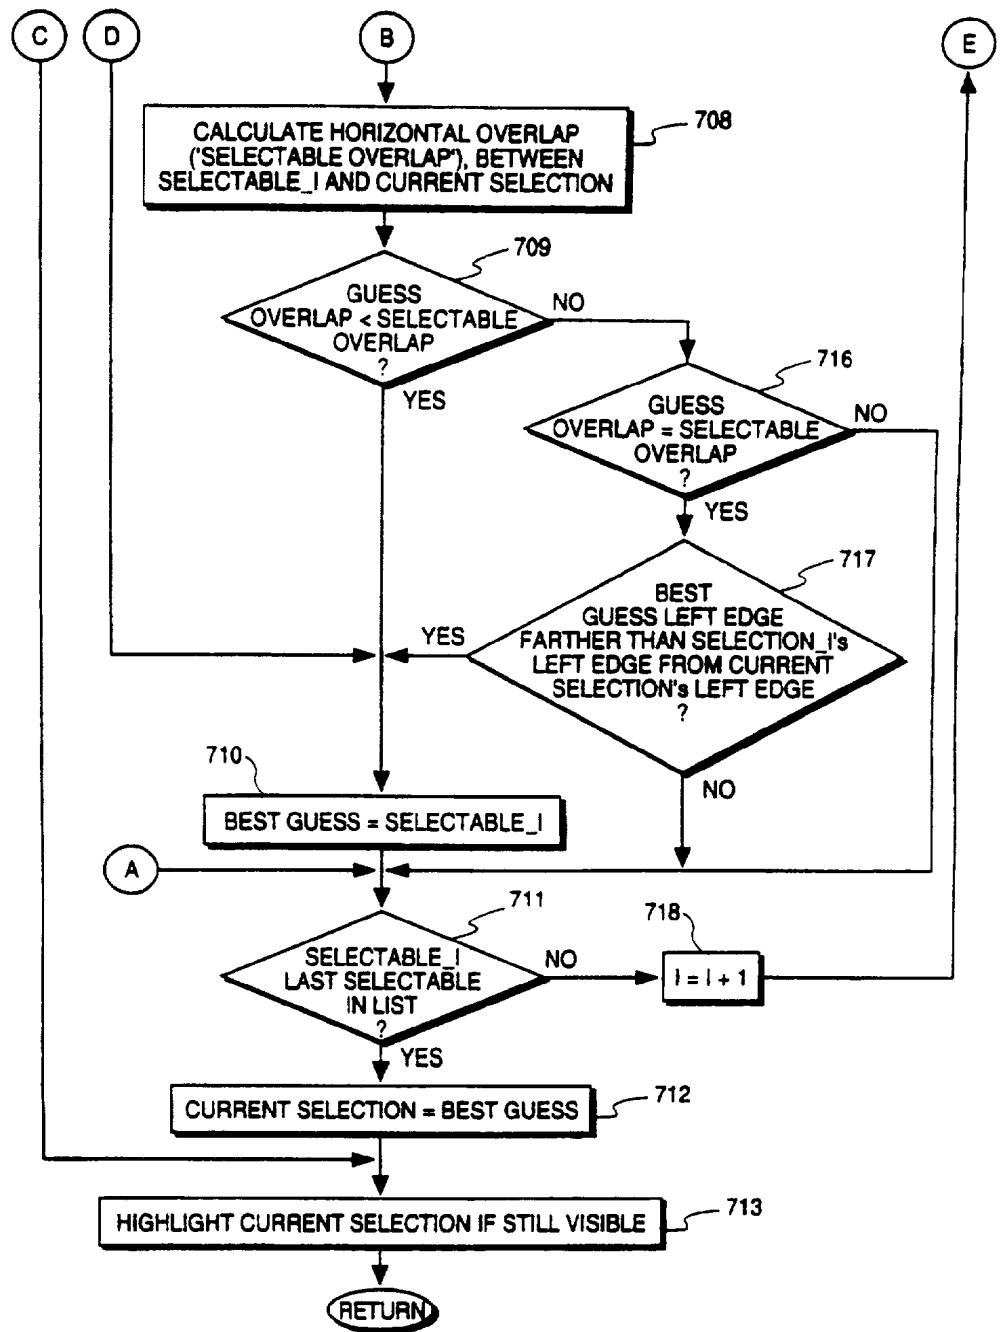 C
D
B
E
CALCULATE HORIZONTAL OVERLAP
('SELECTABLE OVERLAP'), BETWEEN
SELECTABLE_I AND CURRENT SELECTION
708
709
GUESS
OVERLAP < SELECTABLE
OVERLAP
?
NO
YES
716
GUESS
OVERLAP = SELECTABLE
OVERLAP
?
NO
YES
717
BEST
GUESS LEFT EDGE
FARTHER THAN SELECTION_I's
LEFT EDGE FROM CURRENT
SELECTION's LEFT EDGE
?
YES
NO
710
BEST GUESS = SELECTABLE_I
A
711
SELECTABLE_I
LAST SELECTABLE
IN LIST
?
NO
YES
718
I = I + 1
CURRENT SELECTION = BEST GUESS
712
HIGHLIGHT CURRENT SELECTION IF STILL VISIBLE
713
RETURN